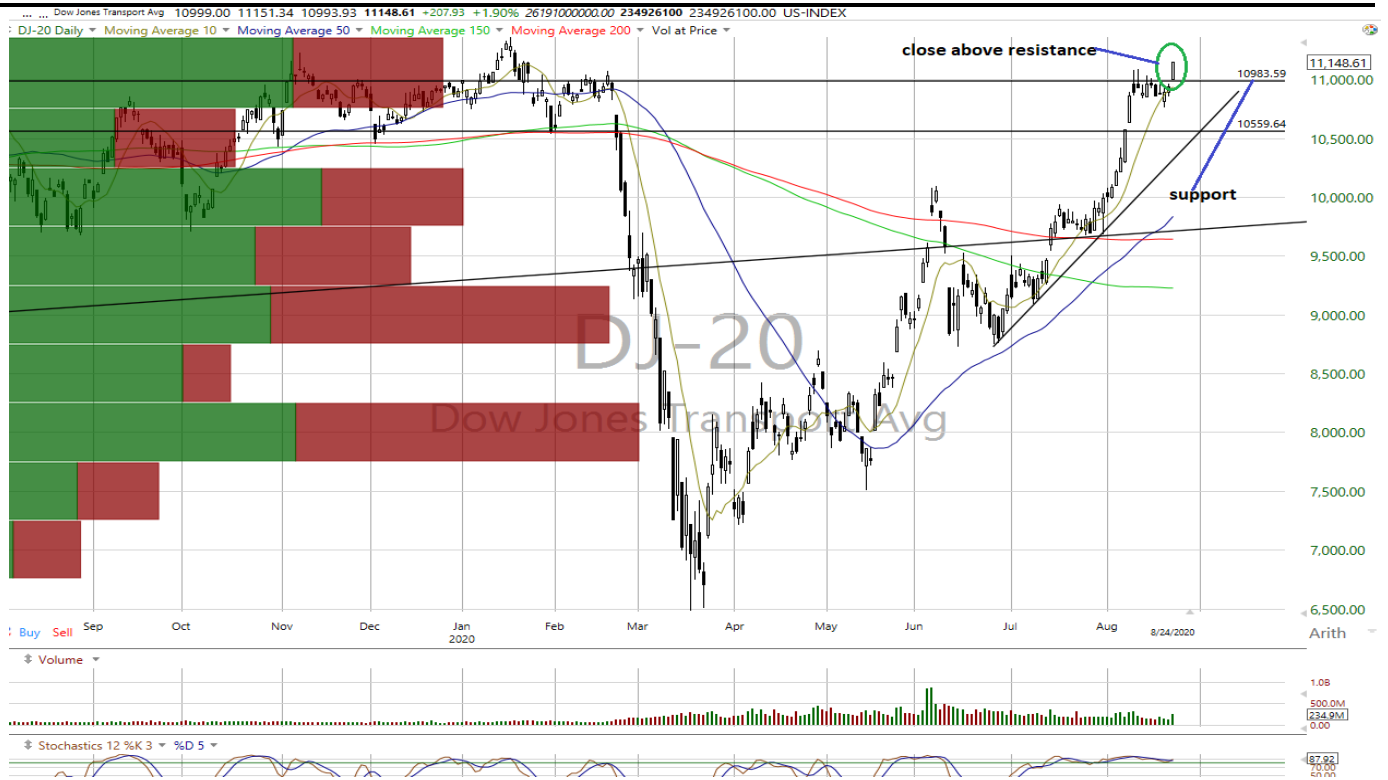 ... ... Dow Jones Transport Avg 10999.00 11151.34 10993.93 11148.61 +207.93 +1.90% 26191000000.00 234926100 234926100.00 US-INDEX
DJ-20 Daily Moving Average 10 Moving Average 50 Moving Average 150 Moving Average 200 Vol at Price
close above resistance
11,148.61
10983.59
11,000.00
10559.64
10,500.00
support
10,000.00
9,500.00
9,000.00
DJ-20
8,500.00
Dow Jones Transport Avg
8,000.00
7,500.00
7,000.00
6,500.00
Sep Oct Nov Dec Jan Feb Mar Apr May Jun Jul Aug
2020
8/24/2020
Buy Sell
Arith
Volume
1.0B
500.0M
234.9M
0.00
Stochastics 12 %K 3 %D 5
87.92
70.00
50.00